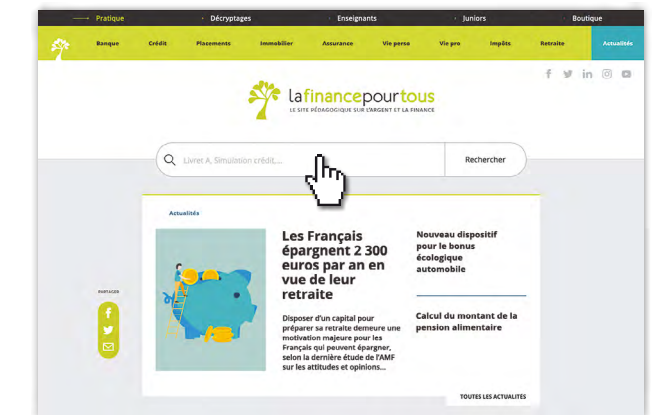 Pratique
Décryptages
Enseignants
Juniors
Boutique
Banque
Crédit
Placements
Immobilier
Assurance
Vie perso
Vie pro
Impôts
Retraite
Actualités
lafinancepourtous
LE SITE PÉDAGOGIQUE SUR L'ARGENT ET LA FINANCE
Livret A, Simulation crédit,...
Rechercher
Actualités
Les Français
épargnent 2 300
euros par an en
vue de leur
retraite
Disposer d'un capital pour
préparer sa retraite demeure une
motivation majeure pour les
Français qui peuvent épargner,
selon la dernière étude de l'AMF
sur les attitudes et opinions...
Nouveau dispositif
pour le bonus
écologique
automobile
Calcul du montant de la
pension alimentaire
PARTAGER
TOUTES LES ACTUALITÉS